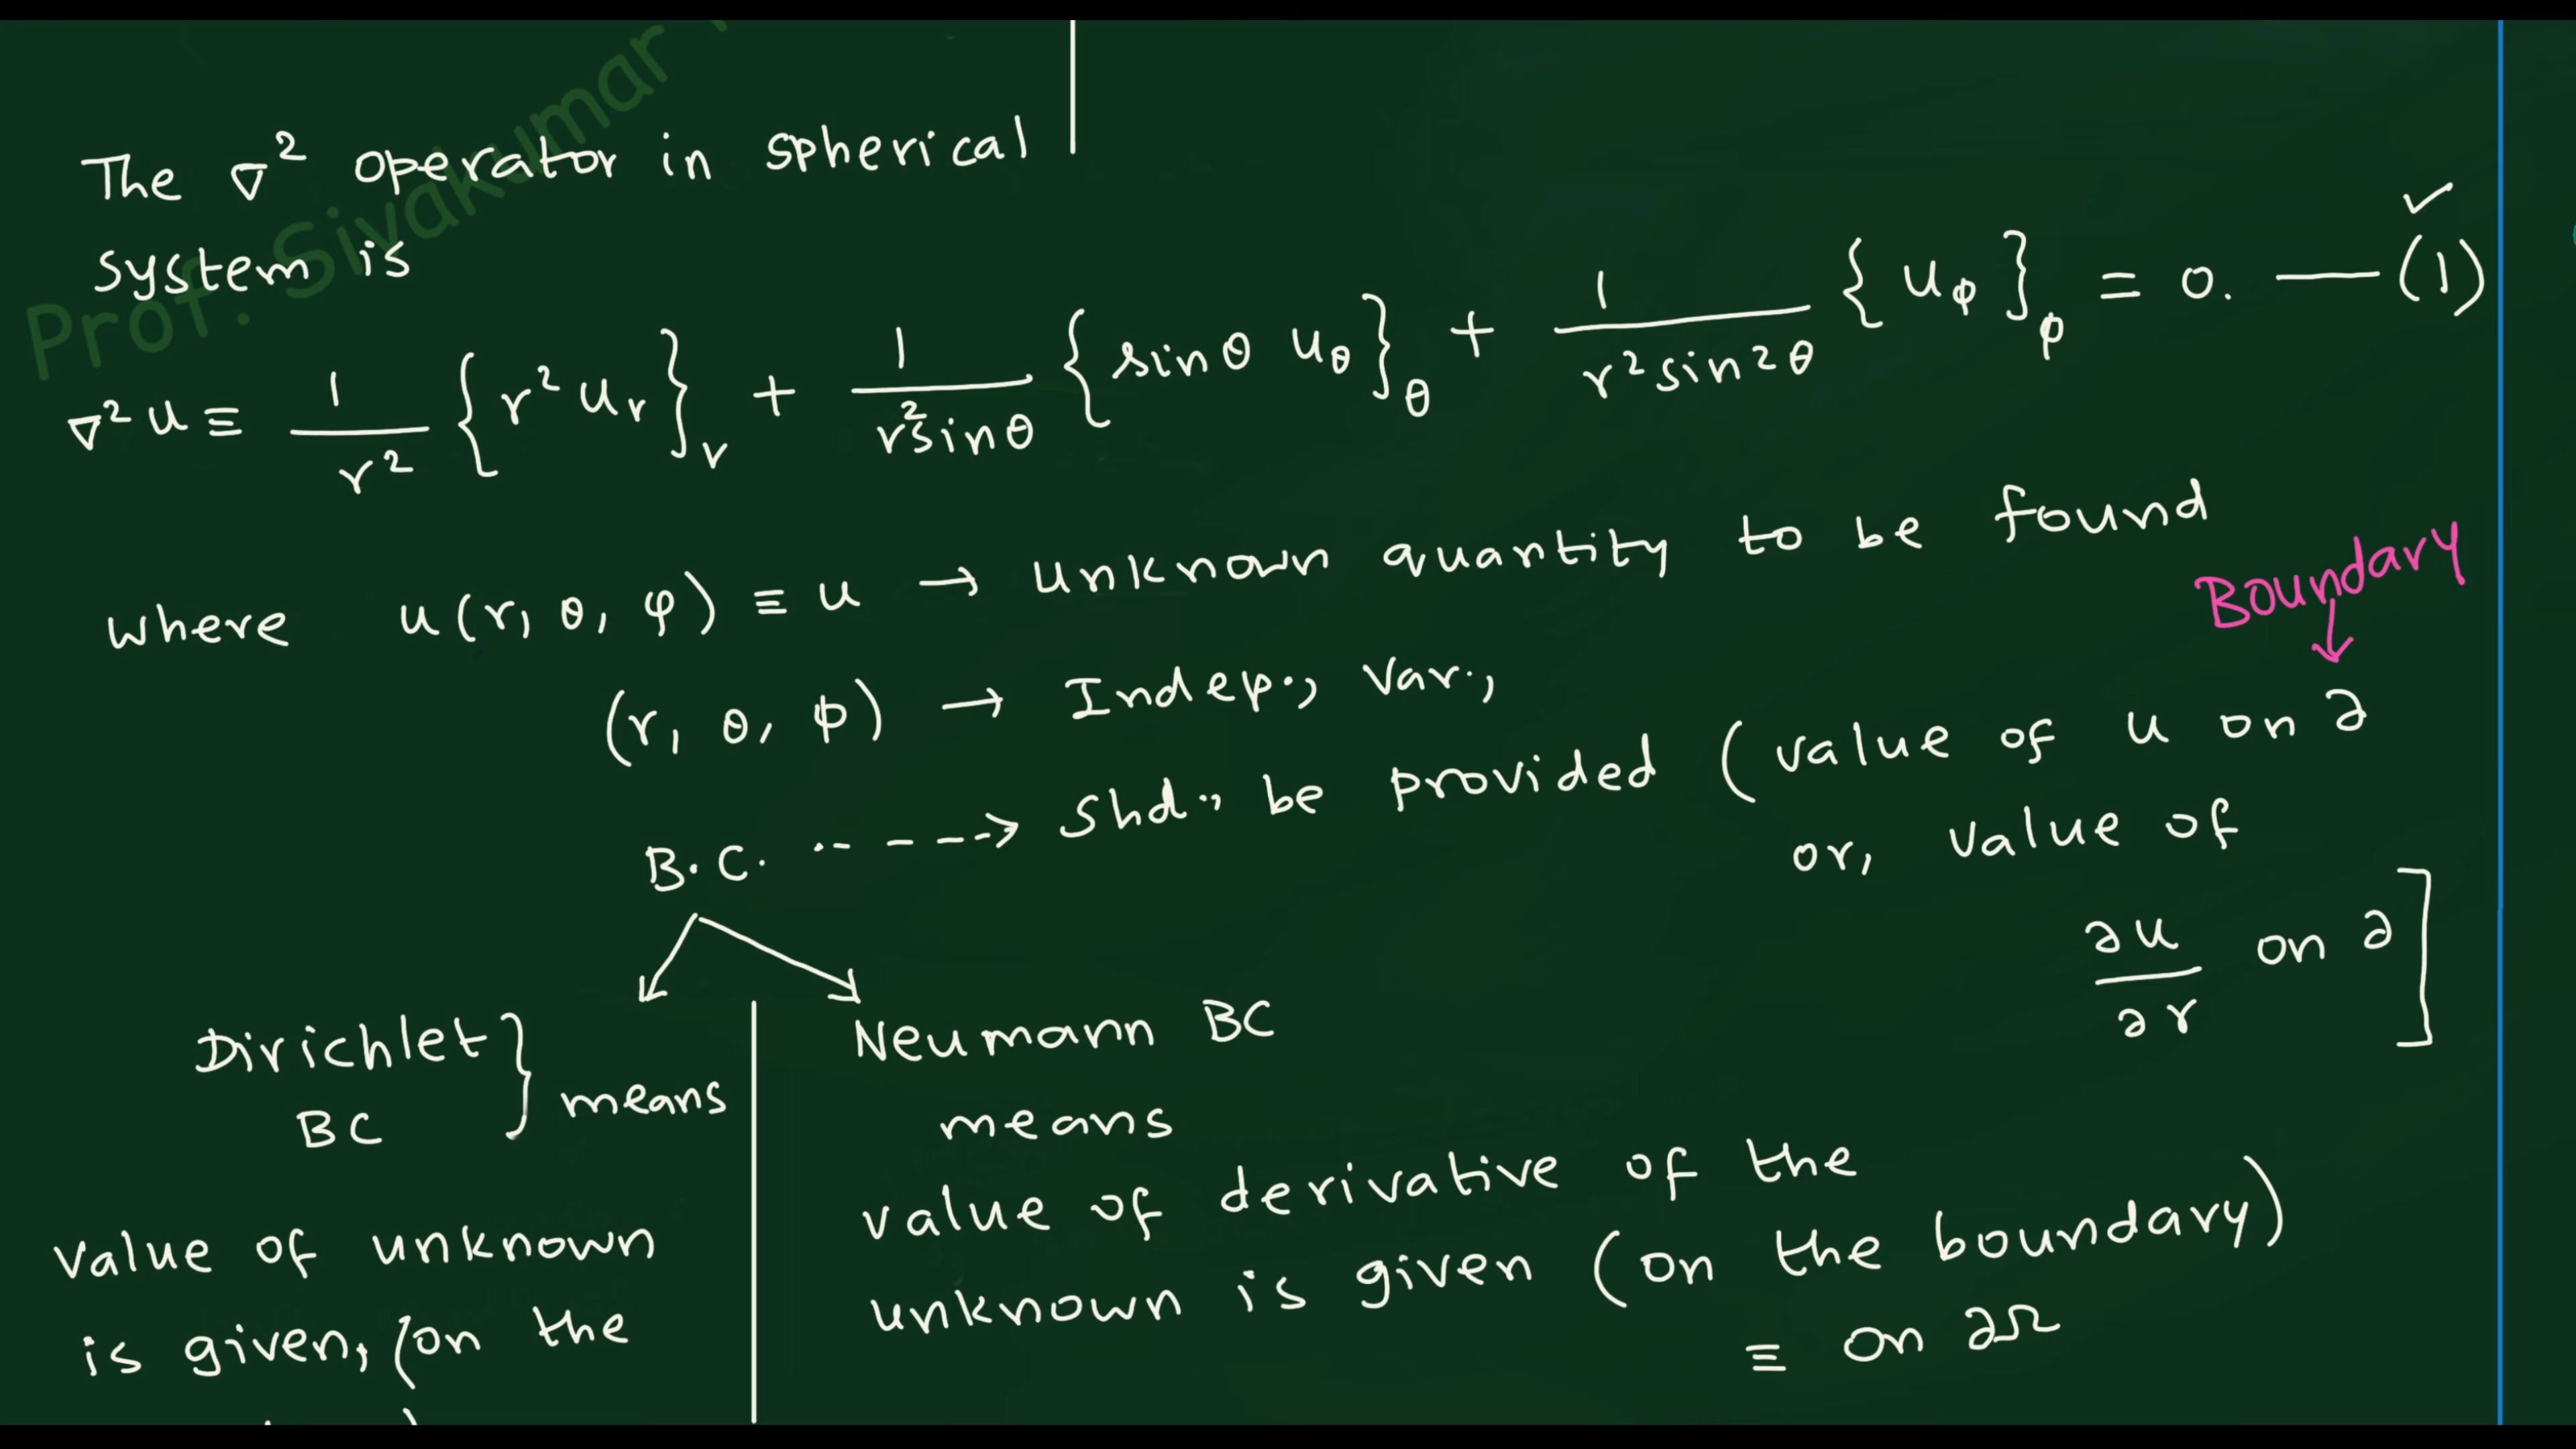 Prof. Sivakumar
The ∇² operator in spherical
system is
∇²u ≡ 1/r² {r² u_r}_r + 1/(r² sinθ) {sinθ u_θ}_θ + 1/(r² sin2θ) {u_φ}_φ = 0. — (1) ✓
where u(r, θ, φ) ≡ u → unknown quantity to be found
Boundary
↓
(r, θ, φ) → Indep., Var.,
B.C. ----> Shd., be provided (value of u on ∂
or, value of
∂u/∂r on ∂]
Dirichlet
BC } means
value of unknown
is given, (on the
Neumann BC
means
value of derivative of the
unknown is given (on the boundary)
≡ on ∂Ω